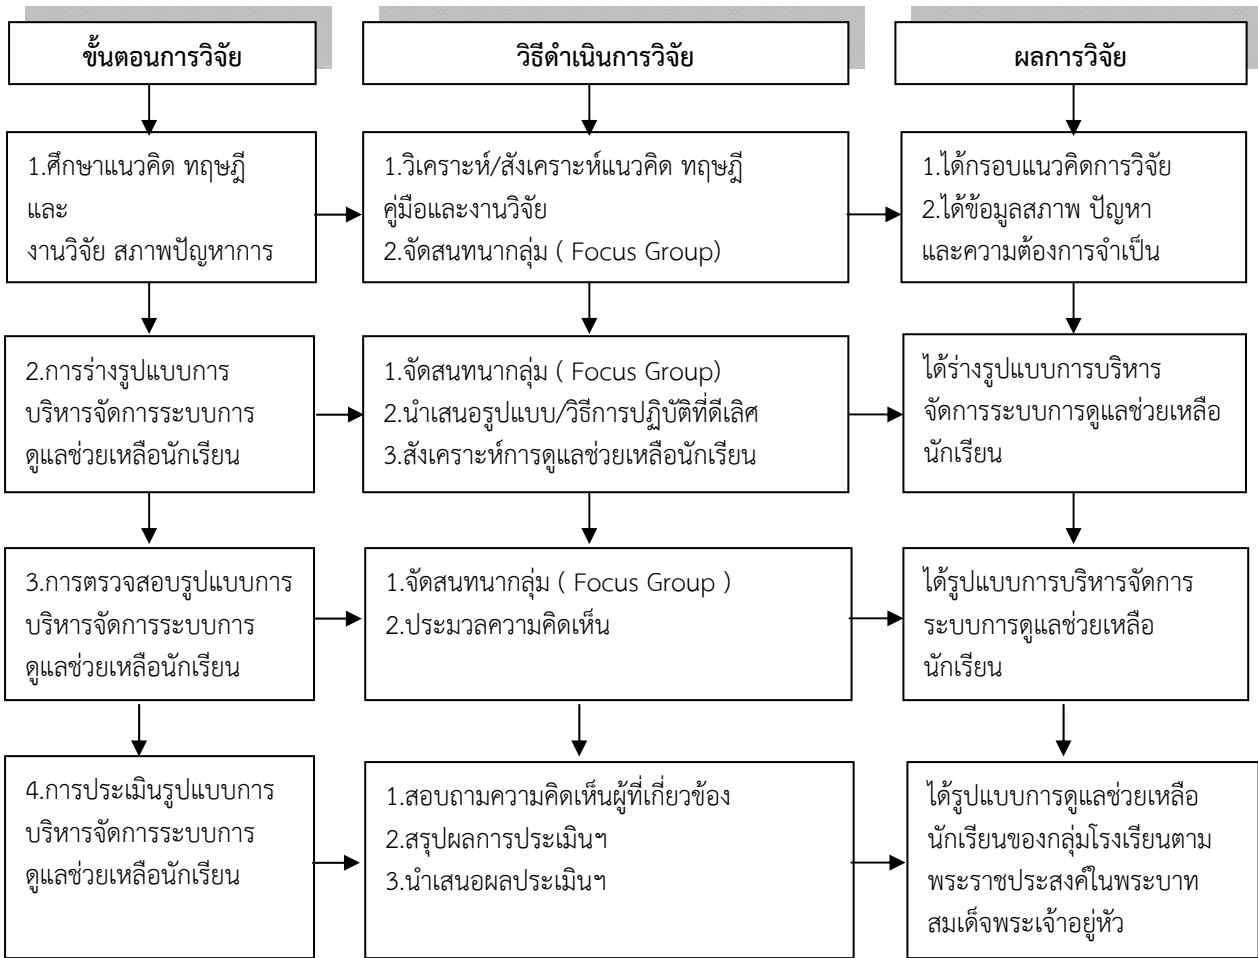 ขั้นตอนการวิจัย
วิธีดำเนินการวิจัย
ผลการวิจัย
1.ศึกษาแนวคิด ทฤษฎี
และ
งานวิจัย สภาพปัญหาการ
1.วิเคราะห์/สังเคราะห์แนวคิด ทฤษฎี
คู่มือและงานวิจัย
2.จัดสนทนากลุ่ม ( Focus Group)
1.ได้กรอบแนวคิดการวิจัย
2.ได้ข้อมูลสภาพ ปัญหา
และความต้องการจำเป็น
2.การร่างรูปแบบการ
บริหารจัดการระบบการ
ดูแลช่วยเหลือนักเรียน
1.จัดสนทนากลุ่ม ( Focus Group)
2.นำเสนอรูปแบบ/วิธีการปฏิบัติที่ดีเลิศ
3.สังเคราะห์การดูแลช่วยเหลือนักเรียน
ได้ร่างรูปแบบการบริหาร
จัดการระบบการดูแลช่วยเหลือ
นักเรียน
3.การตรวจสอบรูปแบบการ
บริหารจัดการระบบการ
ดูแลช่วยเหลือนักเรียน
1.จัดสนทนากลุ่ม ( Focus Group )
2.ประมวลความคิดเห็น
ได้รูปแบบการบริหารจัดการ
ระบบการดูแลช่วยเหลือ
นักเรียน
4.การประเมินรูปแบบการ
บริหารจัดการระบบการ
ดูแลช่วยเหลือนักเรียน
1.สอบถามความคิดเห็นผู้ที่เกี่ยวข้อง
2.สรุปผลการประเมินฯ
3.นำเสนอผลประเมินฯ
ได้รูปแบบการดูแลช่วยเหลือ
นักเรียนของกลุ่มโรงเรียนตาม
พระราชประสงค์ในพระบาท
สมเด็จพระเจ้าอยู่หัว